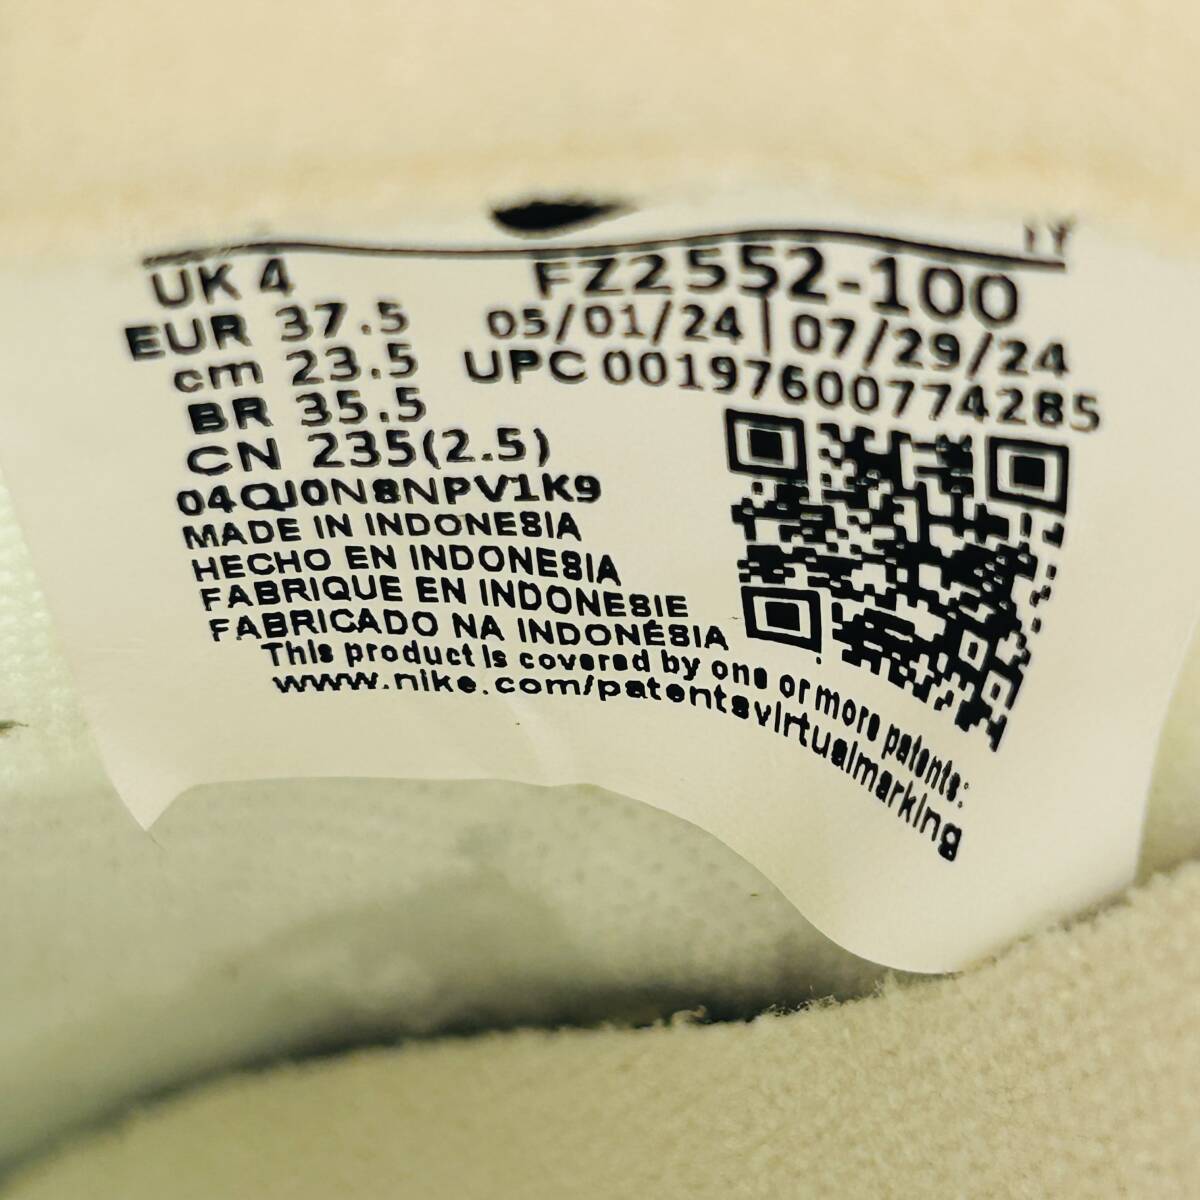 UK 4
EUR 37.5
cm 23.5
BR 35.5
CN 235(2.5)
04QJ0N8NPV1K9
FZ2552-100
05/01/24 | 07/29/24
UPC 00197600774285
MADE IN INDONESIA
HECHO EN INDONESIA
FABRIQUE EN INDONESIE
FABRICADO NA INDONÉSIA
This product is covered by one or more patents:
www.nike.com/patentsvirtualmarking